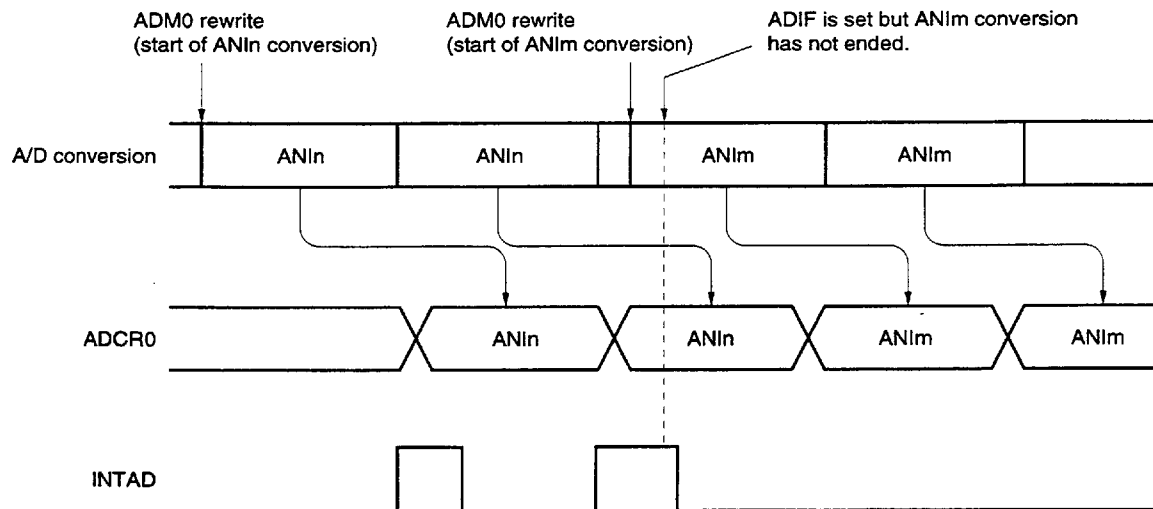 ADM0 rewrite
(start of ANIn conversion)
ADM0 rewrite
(start of ANIm conversion)
ADIF is set but ANIm conversion
has not ended.
A/D conversion
ANIn
ANIn
ANIm
ANIm
ADCR0
ANIn
ANIn
ANIm
ANIm
INTAD